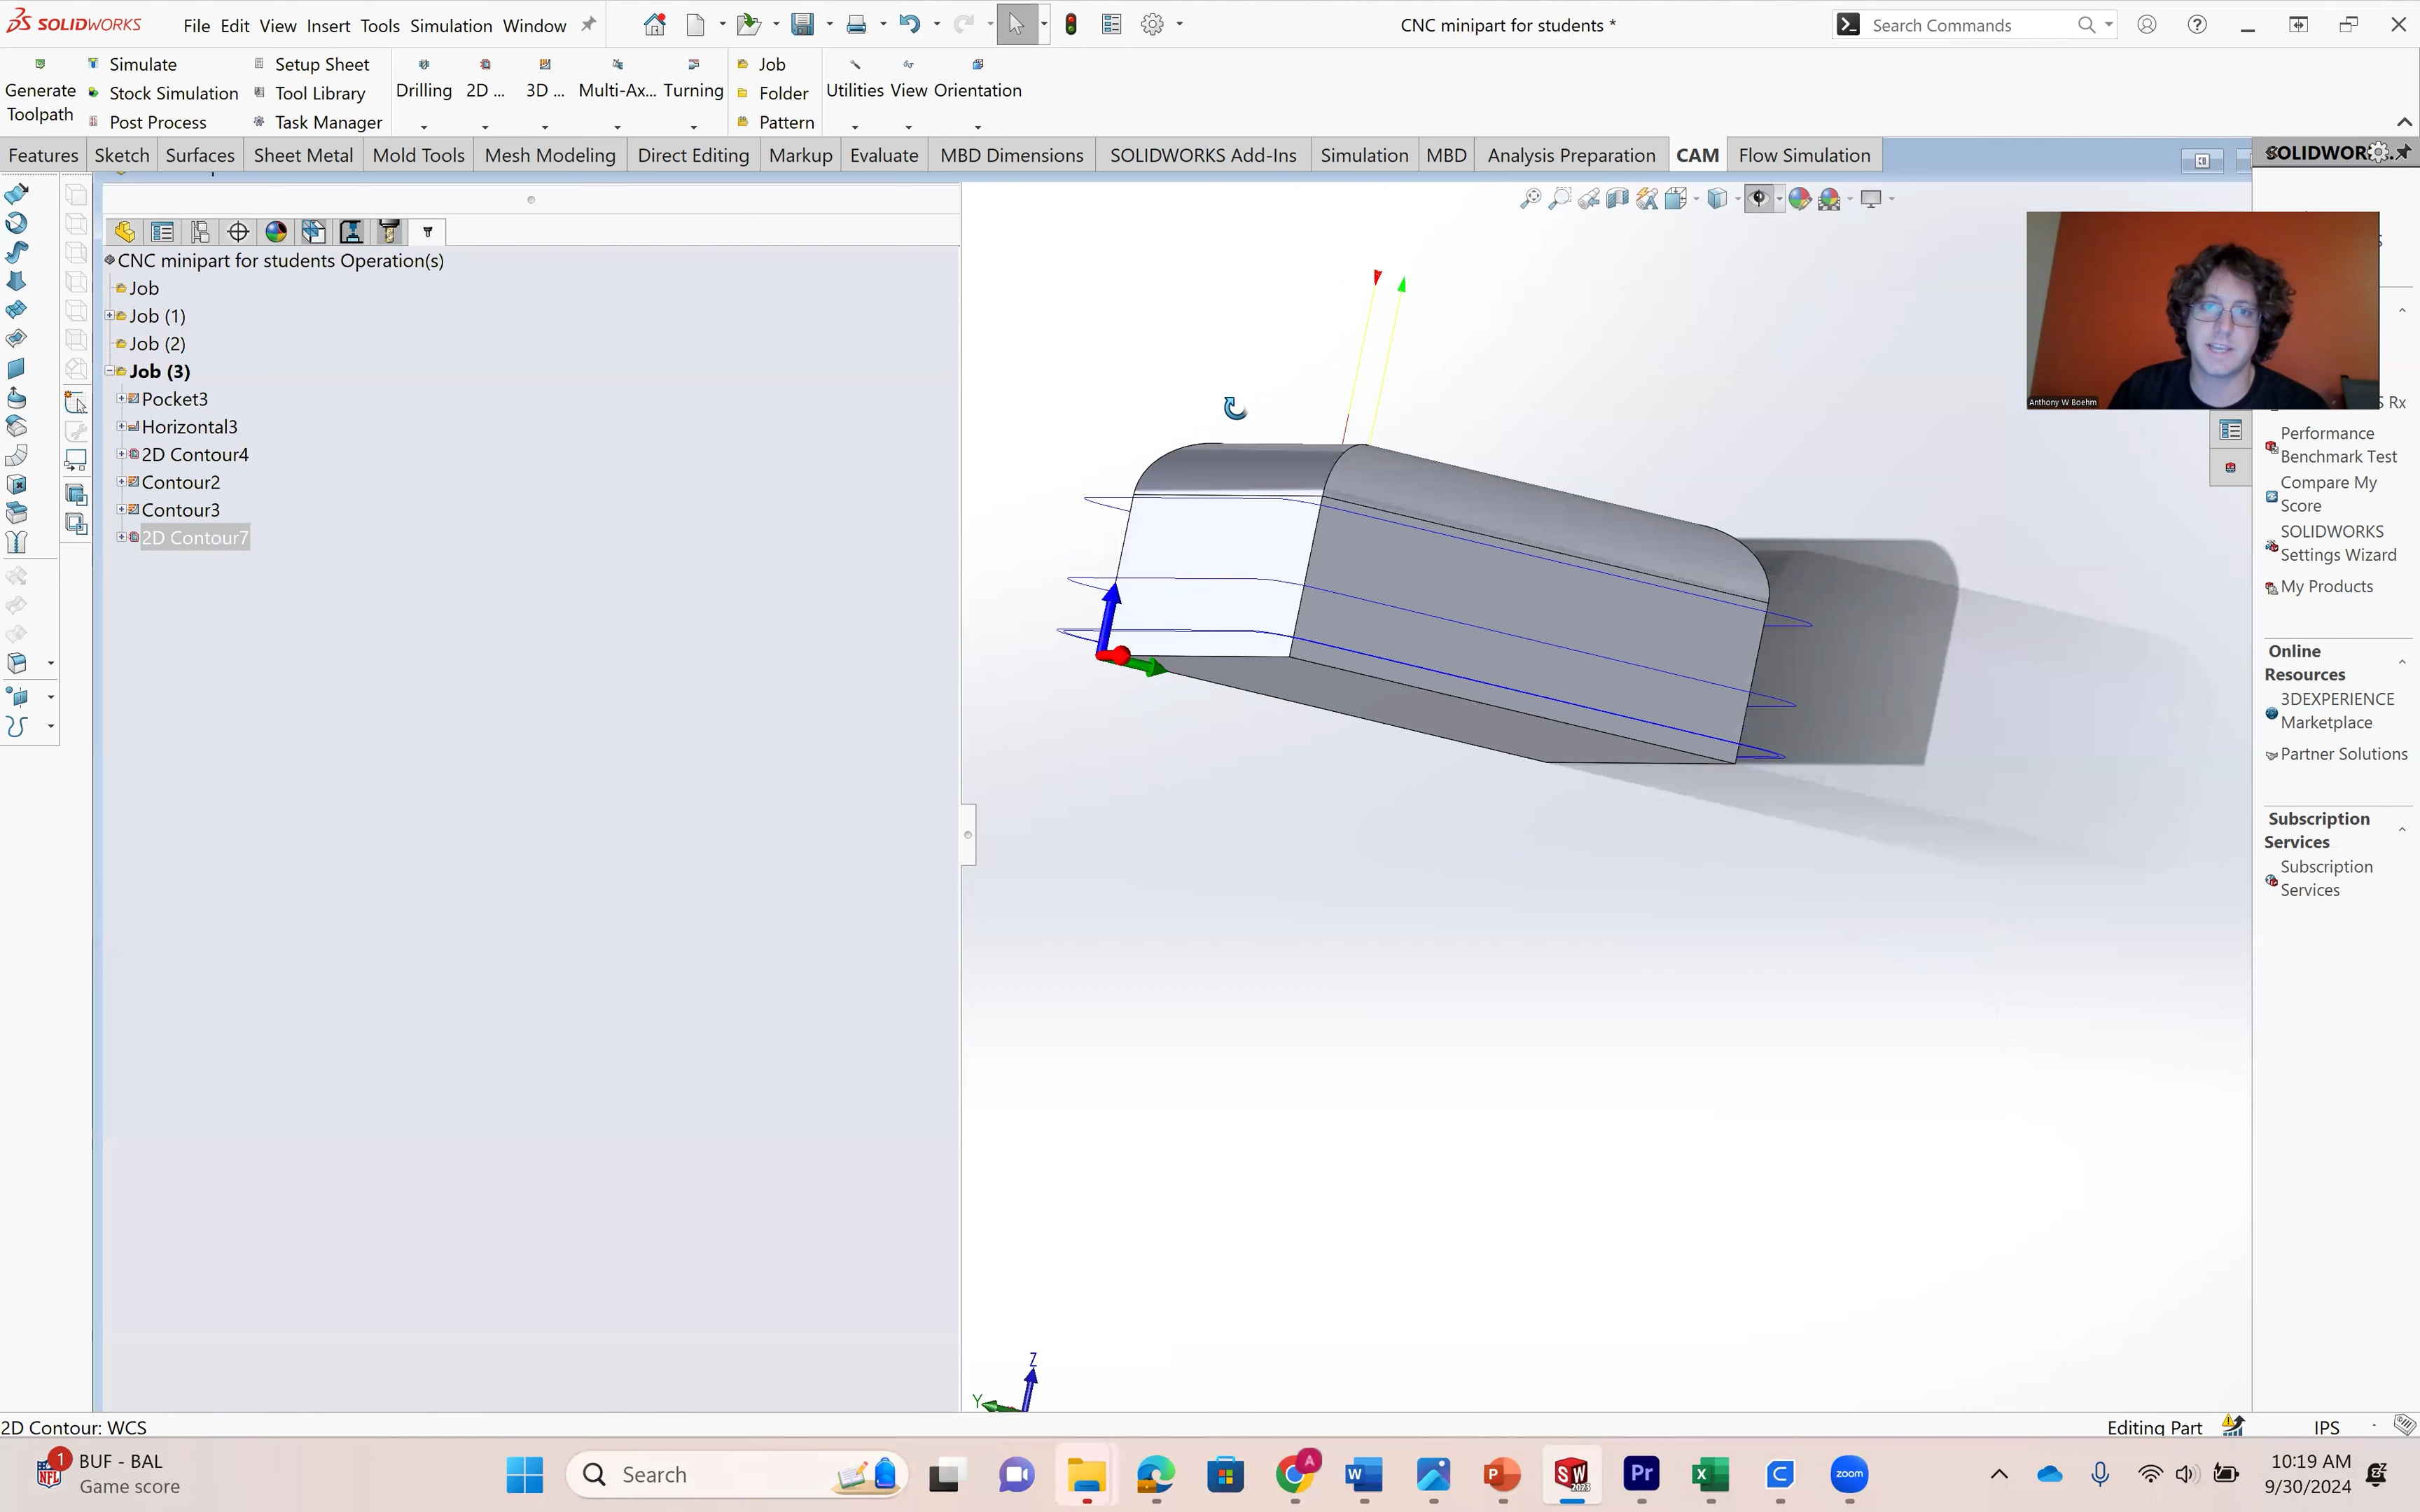 SOLIDWORKS File Edit View Insert Tools Simulation Window CNC minipart for students * Search Commands
Generate Toolpath
Simulate
Stock Simulation
Post Process
Setup Sheet
Tool Library
Task Manager
Drilling 2D ... 3D ... Multi-Ax... Turning
Job
Folder
Pattern
Utilities View Orientation
Features Sketch Surfaces Sheet Metal Mold Tools Mesh Modeling Direct Editing Markup Evaluate MBD Dimensions SOLIDWORKS Add-Ins Simulation MBD Analysis Preparation CAM Flow Simulation
CNC minipart for students Operation(s)
Job
Job (1)
Job (2)
Job (3)
Pocket3
Horizontal3
2D Contour4
Contour2
Contour3
2D Contour7
Z
Y
Anthony W Boehm
S Rx
Performance
Benchmark Test
Compare My
Score
SOLIDWORKS
Settings Wizard
My Products
Online
Resources
3DEXPERIENCE
Marketplace
Partner Solutions
Subscription
Services
Subscription
Services
2D Contour: WCS Editing Part IPS
1
BUF - BAL
Game score
Search
A
W
P
SW
2023
Pr
X
C
zoom
10:19 AM
9/30/2024